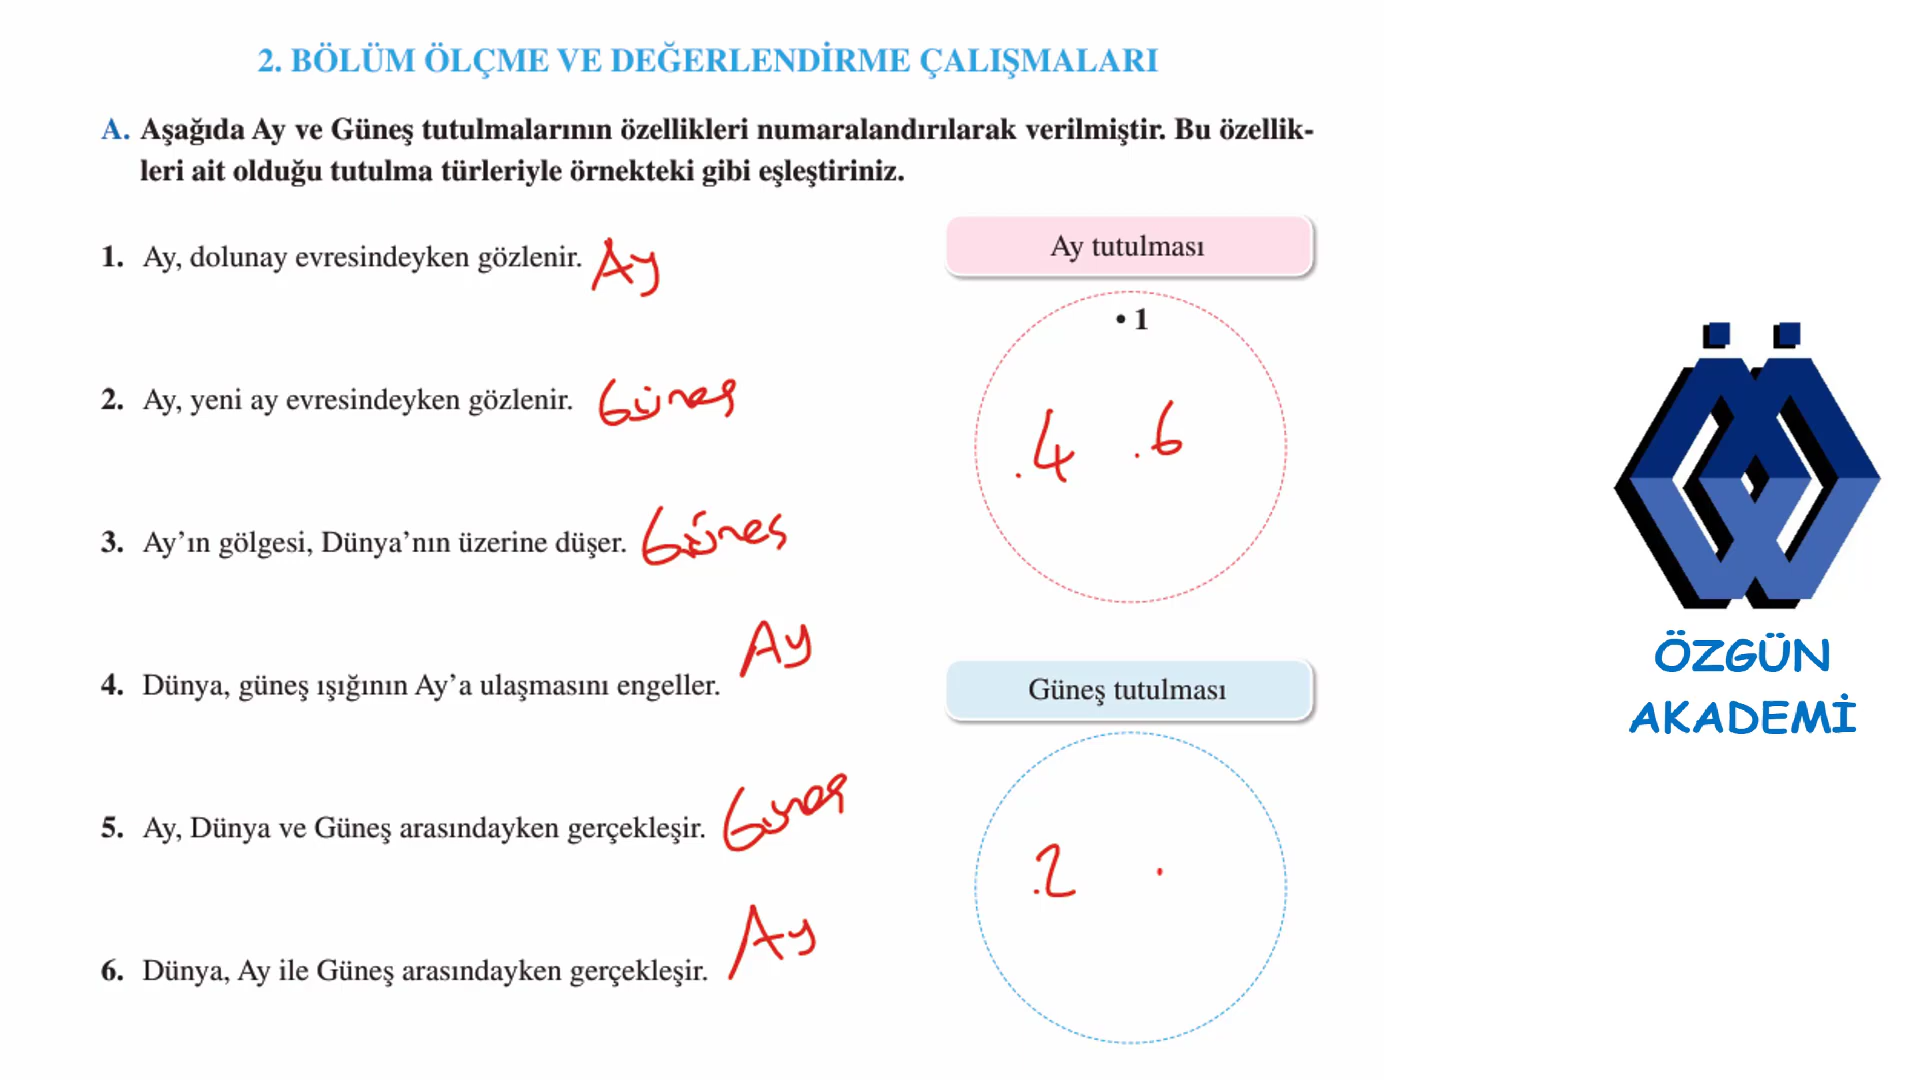 2. BÖLÜM ÖLÇME VE DEĞERLENDİRME ÇALIŞMALARI
A. Aşağıda Ay ve Güneş tutulmalarının özellikleri numaralandırılarak verilmiştir. Bu özellik-
leri ait olduğu tutulma türleriyle örnekteki gibi eşleştiriniz.
1. Ay, dolunay evresindeyken gözlenir. Ay
2. Ay, yeni ay evresindeyken gözlenir. Güneş
3. Ay’ın gölgesi, Dünya’nın üzerine düşer. Güneş
4. Dünya, güneş ışığının Ay’a ulaşmasını engeller. Ay
5. Ay, Dünya ve Güneş arasındayken gerçekleşir. Güneş
6. Dünya, Ay ile Güneş arasındayken gerçekleşir. Ay
Ay tutulması
• 1
.4 .6
Güneş tutulması
.2 .
ÖZGÜN
AKADEMİ